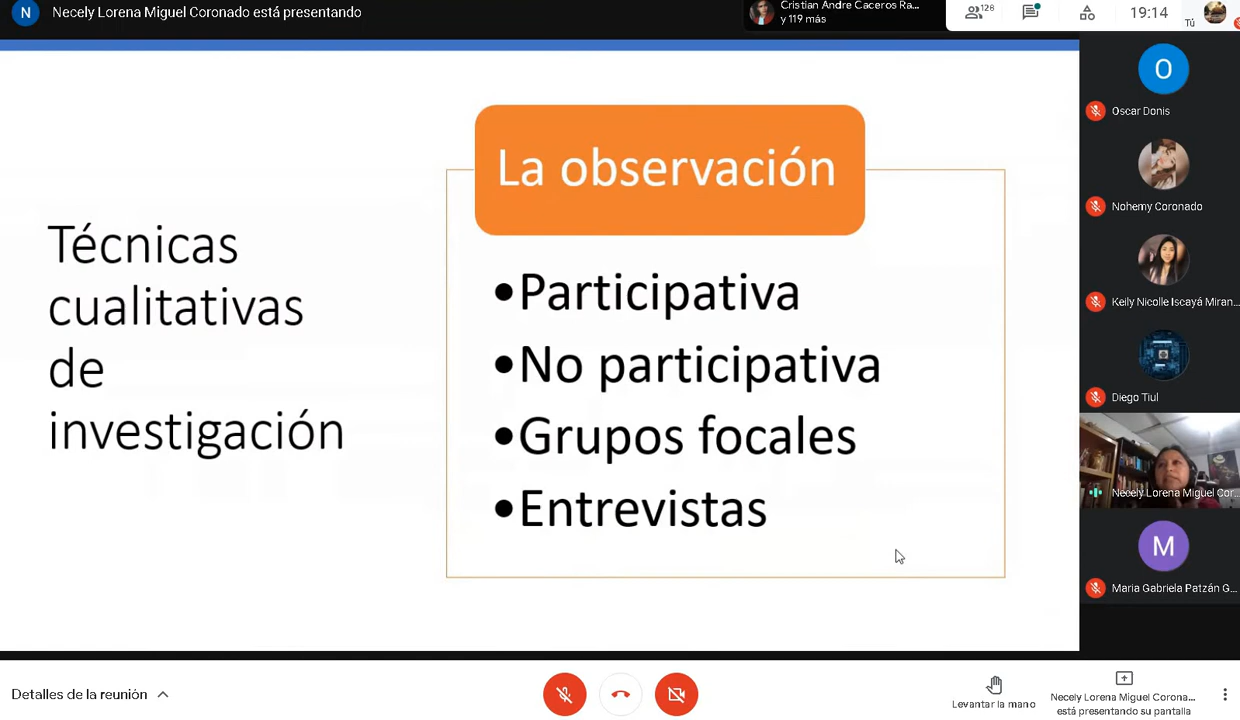 N
Necely Lorena Miguel Coronado está presentando
Cristian Andre Caceros Ra...
y 119 más
126
19:14
Tú
Técnicas
cualitativas
de
investigación
La observación
•Participativa
•No participativa
•Grupos focales
•Entrevistas
O
Oscar Donis
Nohemy Coronado
Keily Nicolle Iscayá Miran...
Diego Tiul
Necely Lorena Miguel Cor...
M
Maria Gabriela Patzán G...
Detalles de la reunión
Levantar la mano
Necely Lorena Miguel Corona...
está presentando su pantalla